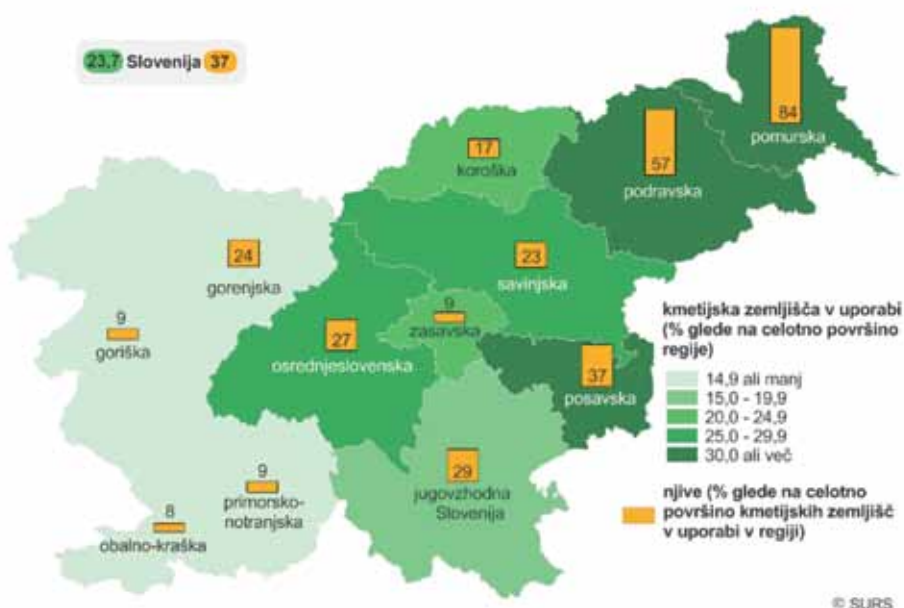 23,7 Slovenija 37
84
pomurska
57
podravska
17
koroška
24
gorenjska
23
savinjska
9
goriška
27
osrednjeslovenska
9
zasavska
37
posavska
29
jugovzhodna
Slovenija
9
primorsko-
notranjska
8
obalno-kraška
kmetijska zemljišča v uporabi
(% glede na celotno površino
regije)
14,9 ali manj
15,0 - 19,9
20,0 - 24,9
25,0 - 29,9
30,0 ali več
njive (% glede na celotno
površino kmetijskih zemljišč
v uporabi v regiji)
© SURS